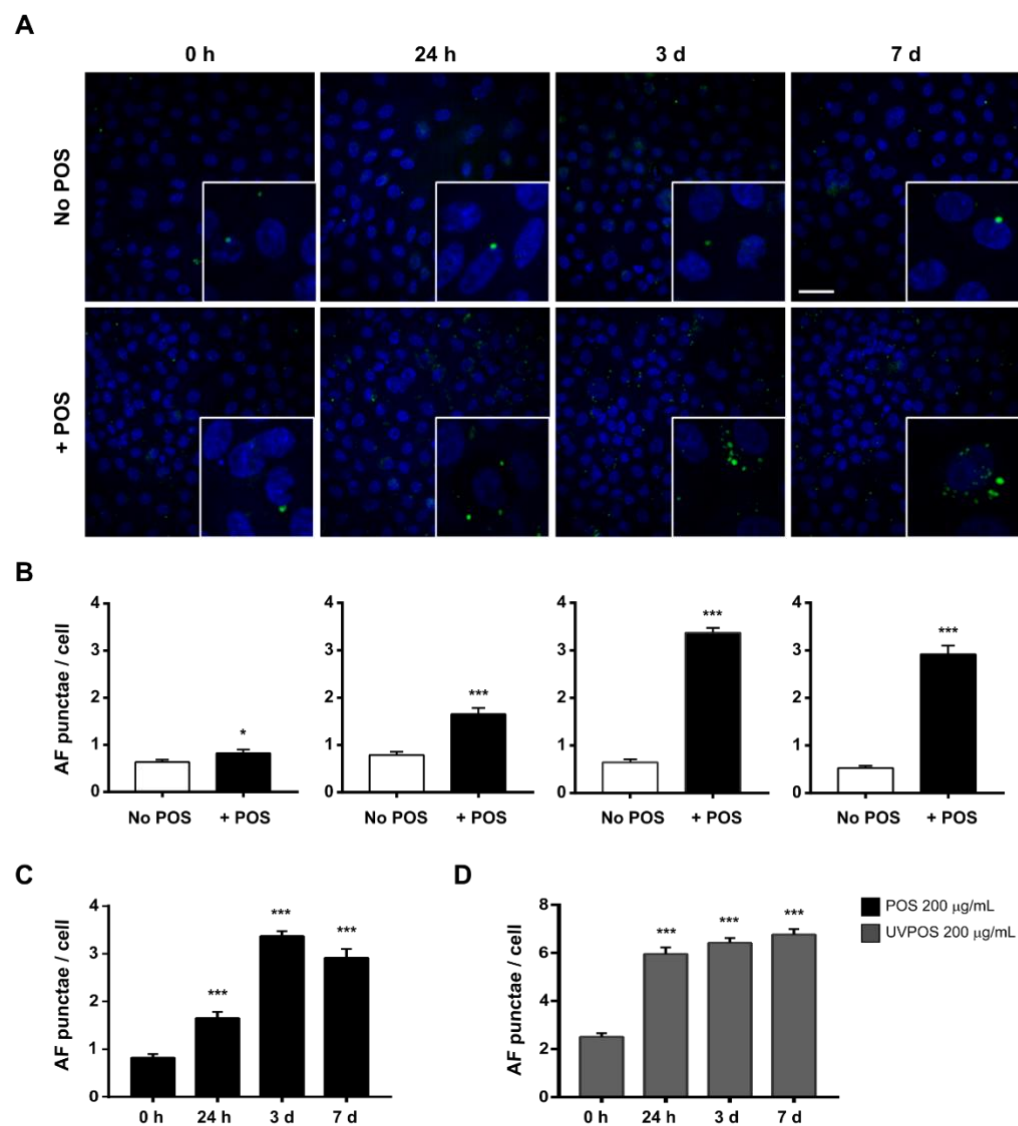 A
0 h 24 h 3 d 7 d
No POS
+ POS
B
AF punctae / cell
4
3
2
1
0
No POS + POS
*
4
3
2
1
0
No POS + POS
***
4
3
2
1
0
No POS + POS
***
4
3
2
1
0
No POS + POS
***
C
AF punctae / cell
4
3
2
1
0
*** *** ***
0 h 24 h 3 d 7 d
D
AF punctae / cell
8
6
4
2
0
*** *** ***
0 h 24 h 3 d 7 d
POS 200 µg/mL
UVPOS 200 µg/mL